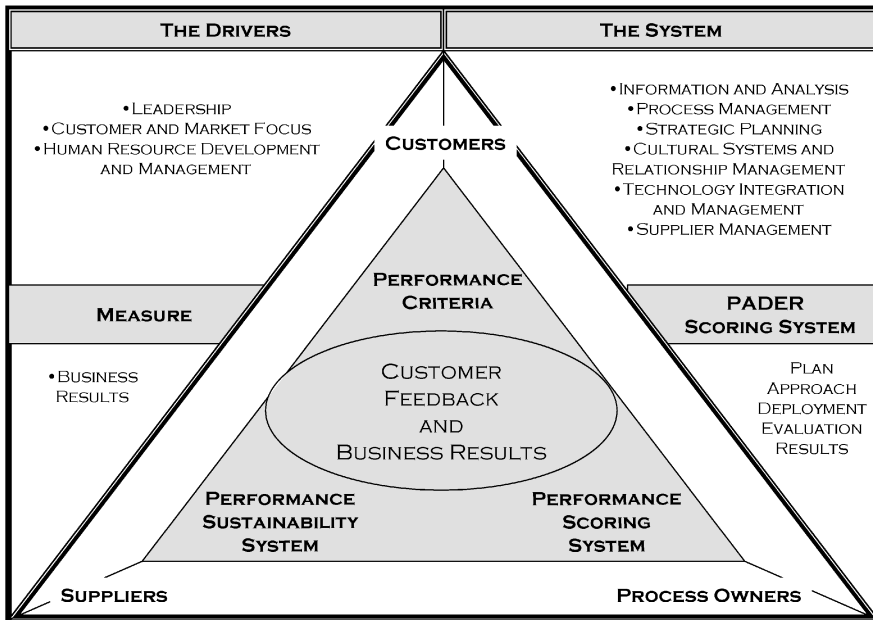 THE DRIVERS
THE SYSTEM
•LEADERSHIP
•CUSTOMER AND MARKET FOCUS
•HUMAN RESOURCE DEVELOPMENT
AND MANAGEMENT
•INFORMATION AND ANALYSIS
•PROCESS MANAGEMENT
•STRATEGIC PLANNING
•CULTURAL SYSTEMS AND
RELATIONSHIP MANAGEMENT
•TECHNOLOGY INTEGRATION
AND MANAGEMENT
•SUPPLIER MANAGEMENT
CUSTOMERS
PERFORMANCE
CRITERIA
MEASURE
PADER
SCORING SYSTEM
•BUSINESS
RESULTS
CUSTOMER
FEEDBACK
AND
BUSINESS RESULTS
PLAN
APPROACH
DEPLOYMENT
EVALUATION
RESULTS
PERFORMANCE
SUSTAINABILITY
SYSTEM
PERFORMANCE
SCORING
SYSTEM
SUPPLIERS
PROCESS OWNERS